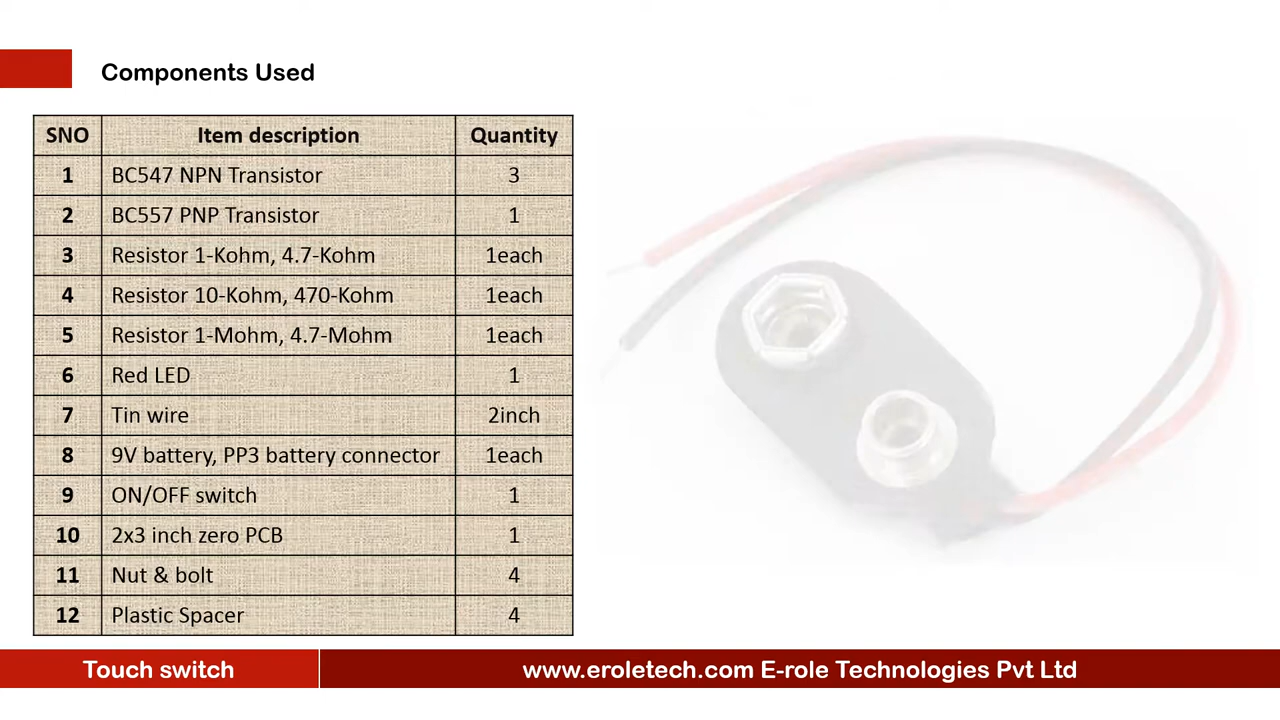 Components Used
SNO Item description Quantity
1 BC547 NPN Transistor 3
2 BC557 PNP Transistor 1
3 Resistor 1-Kohm, 4.7-Kohm 1each
4 Resistor 10-Kohm, 470-Kohm 1each
5 Resistor 1-Mohm, 4.7-Mohm 1each
6 Red LED 1
7 Tin wire 2inch
8 9V battery, PP3 battery connector 1each
9 ON/OFF switch 1
10 2x3 inch zero PCB 1
11 Nut & bolt 4
12 Plastic Spacer 4
Touch switch www.eroletech.com E-role Technologies Pvt Ltd